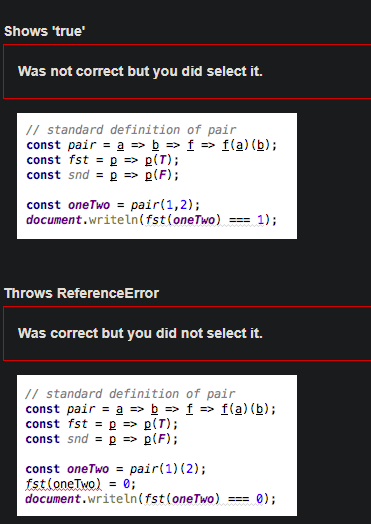 Shows 'true'
Was not correct but you did select it.
// standard definition of pair
const pair = a => b => f => f(a)(b);
const fst = p => p(T);
const snd = p => p(F);
const oneTwo = pair(1,2);
document.writeln(fst(oneTwo) === 1);
Throws ReferenceError
Was correct but you did not select it.
// standard definition of pair
const pair = a => b => f => f(a)(b);
const fst = p => p(T);
const snd = p => p(F);
const oneTwo = pair(1)(2);
fst(oneTwo) = 0;
document.writeln(fst(oneTwo) === 0);